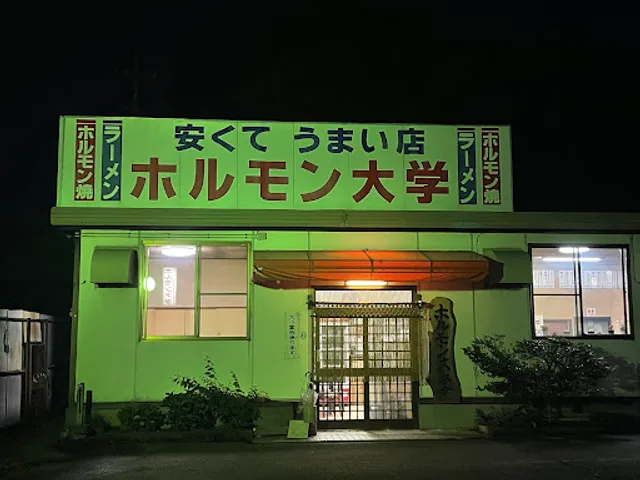 安くて うまい店
ホルモン焼
ラーメン
ホルモン大学
ラーメン
ホルモン焼
ホルモン大学